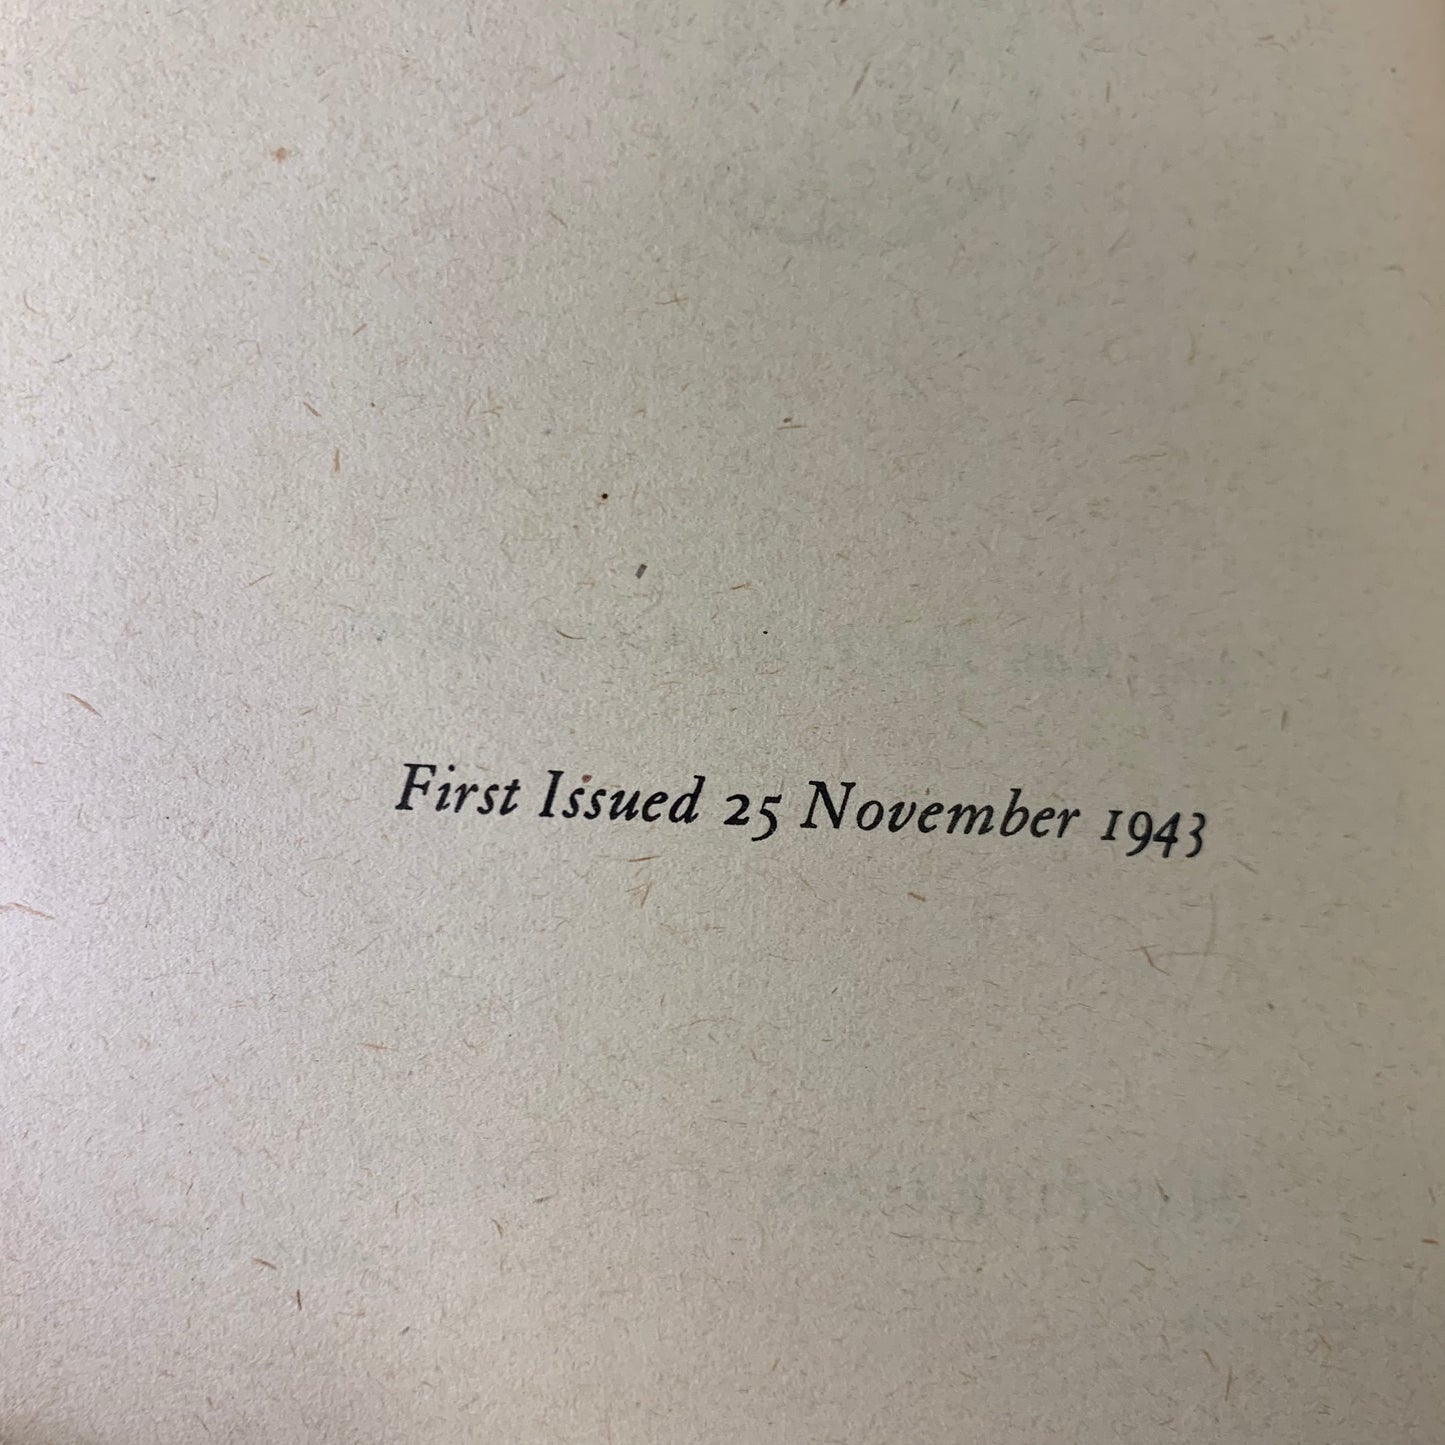 First Issued 25 November 1943